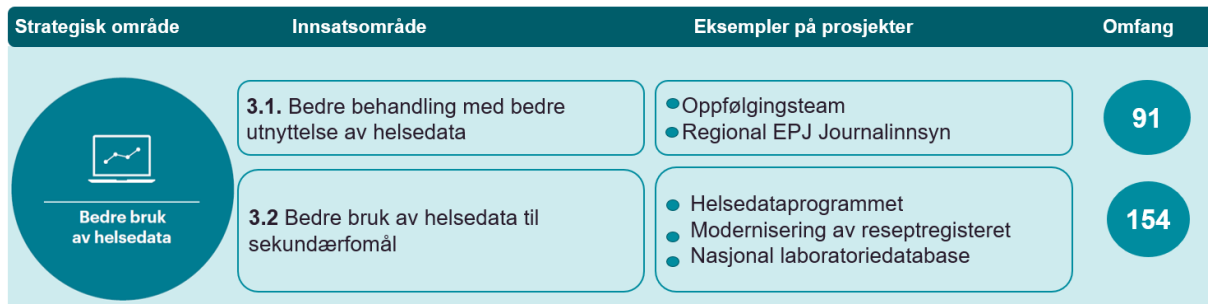 Strategisk område
Innsatsområde
Eksempler på prosjekter
Omfang
Bedre bruk
av helsedata
3.1. Bedre behandling med bedre
utnyttelse av helsedata
Oppfølgingsteam
Regional EPJ Journalinnsyn
91
3.2 Bedre bruk av helsedata til
sekundærfomål
Helsedataprogrammet
Modernisering av reseptregisteret
Nasjonal laboratoriedatabase
154